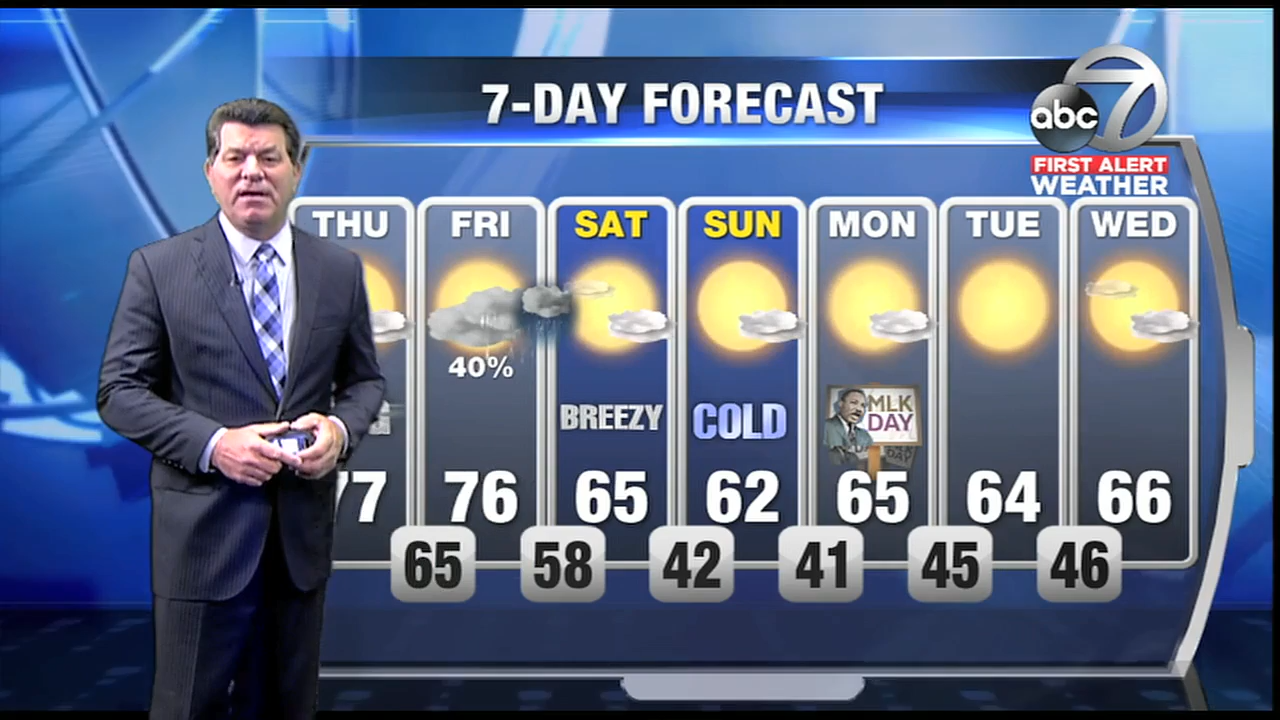 7-DAY FORECAST
abc 7
FIRST ALERT
WEATHER
THU FRI SAT SUN MON TUE WED
40%
BREEZY COLD MLK
DAY
77 76 65 62 65 64 66
65 58 42 41 45 46